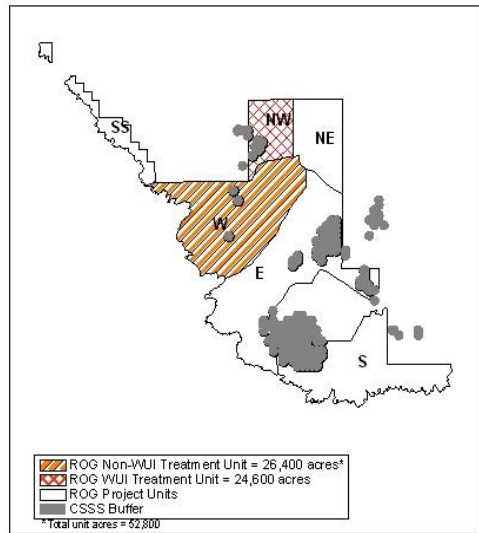 SS
NW
NE
W
E
S
ROG Non-WUI Treatment Unit = 26,400 acres*
ROG WUI Treatment Unit = 24,600 acres
ROG Project Units
CSSS Buffer
*Total unit acres = 52,800